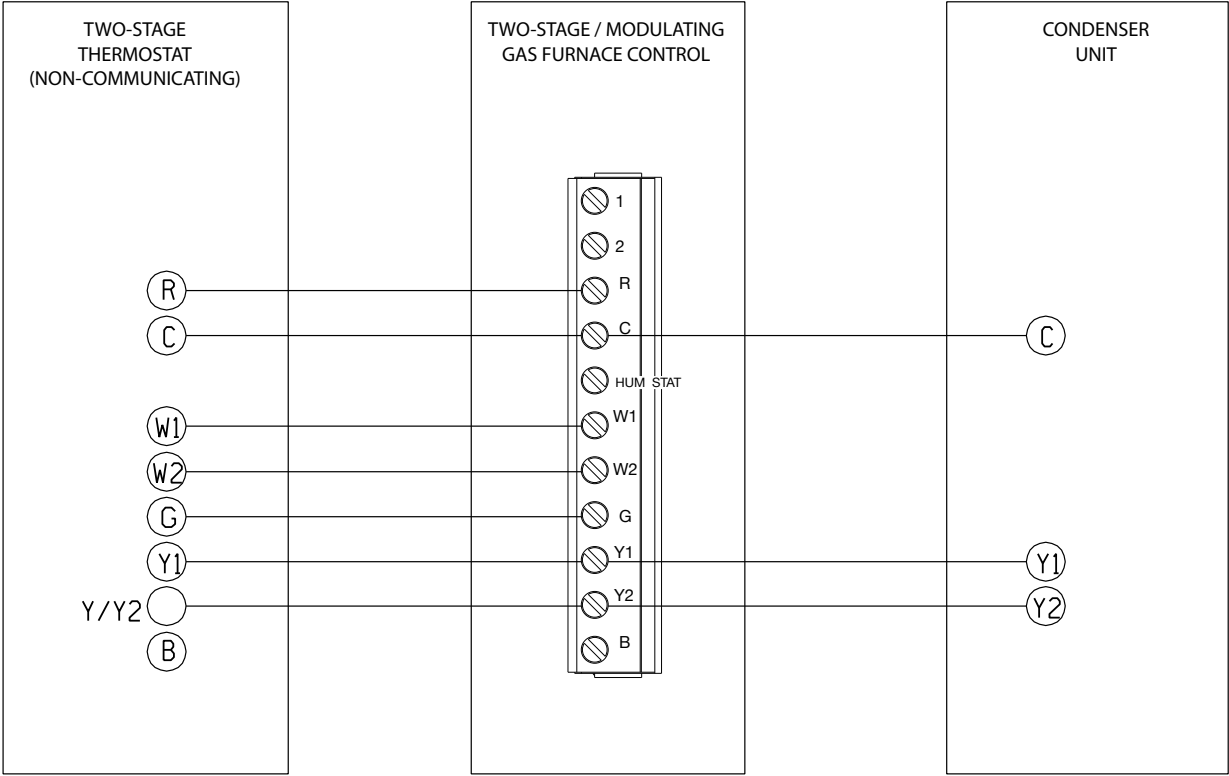 TWO-STAGE
THERMOSTAT
(NON-COMMUNICATING)
TWO-STAGE / MODULATING
GAS FURNACE CONTROL
CONDENSER
UNIT
1
2
R
R
C
C
C
HUM STAT
W1
W1
W2
W2
G
G
Y1
Y1
Y1
Y/Y2
Y2
Y2
B
B